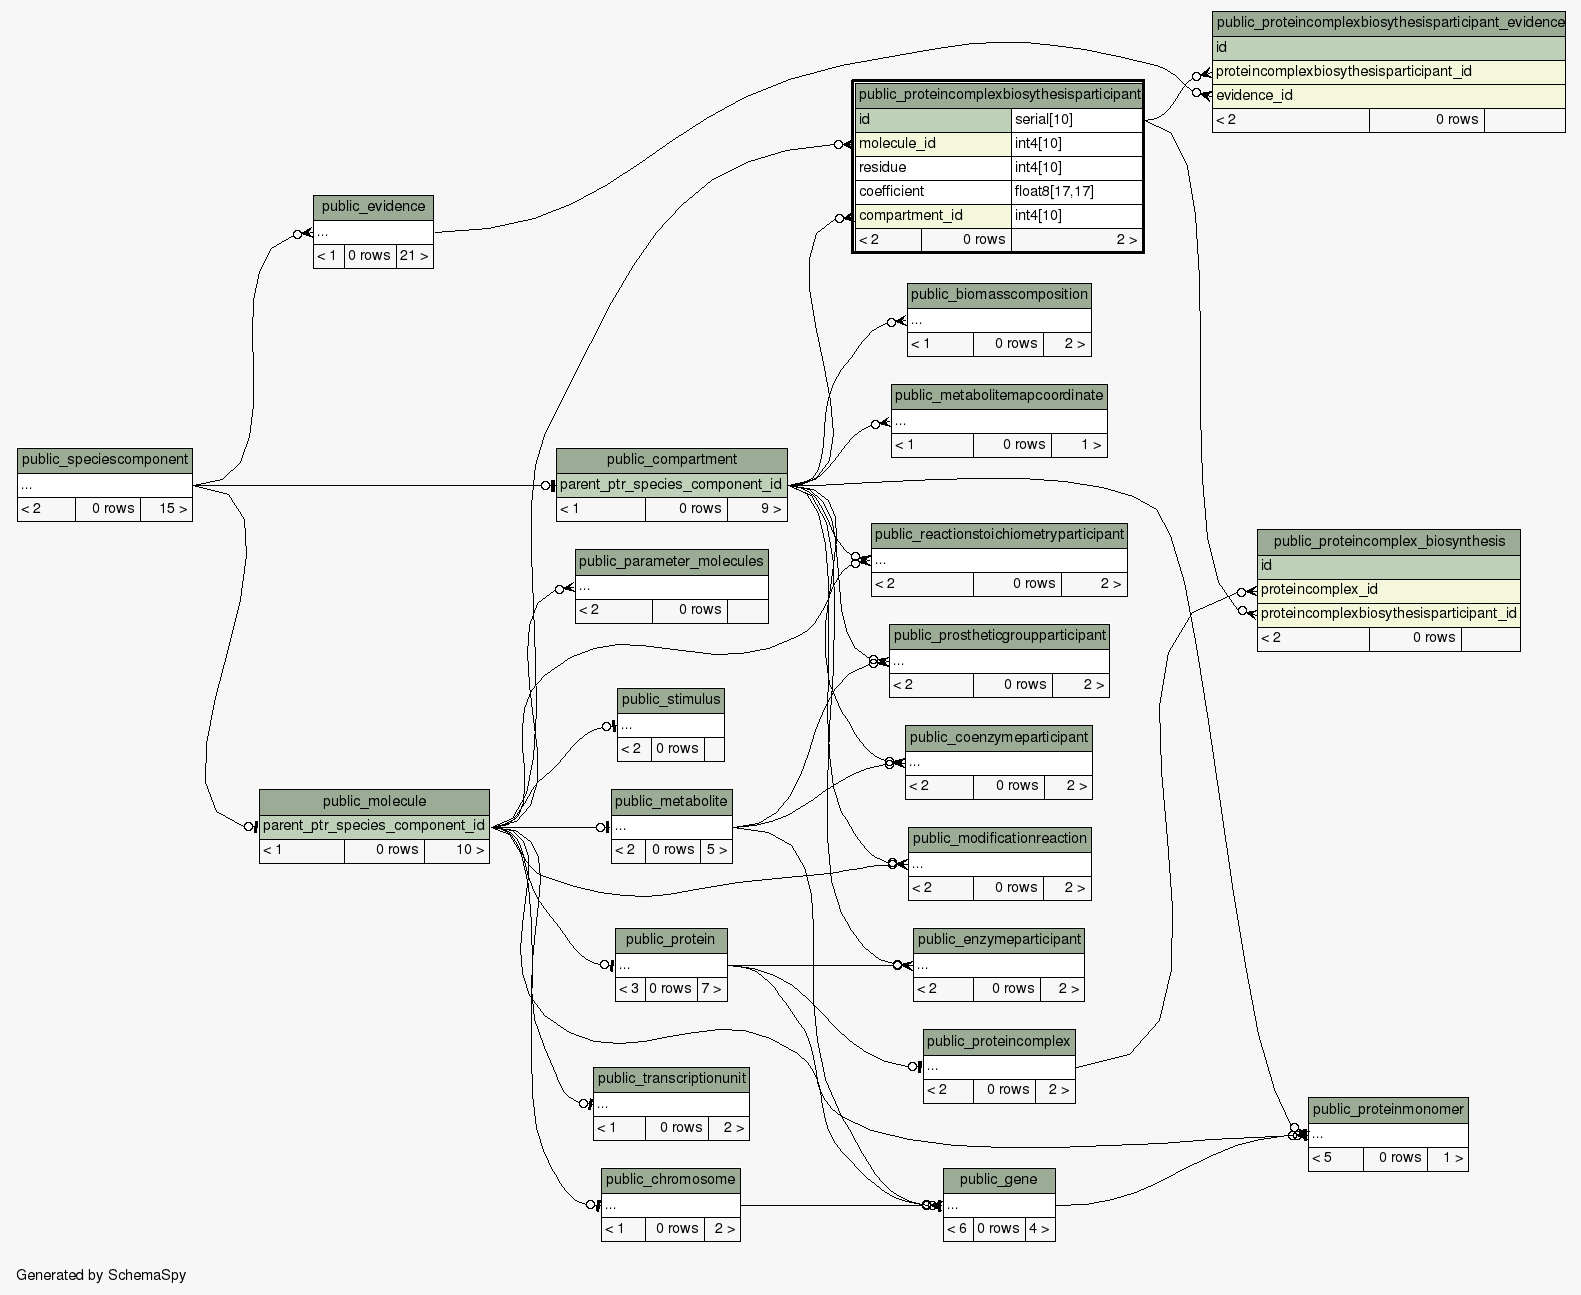 public_proteincomplexbiosythesisparticipant_evidence
id
proteincomplexbiosythesisparticipant_id
evidence_id
< 2 0 rows
public_proteincomplexbiosythesisparticipant
id serial[10]
molecule_id int4[10]
residue int4[10]
coefficient float8[17,17]
compartment_id int4[10]
< 2 0 rows 2 >
public_evidence
...
< 1 0 rows 21 >
public_biomasscomposition
...
< 1 0 rows 2 >
public_metabolitemapcoordinate
...
< 1 0 rows 1 >
public_speciescomponent
...
< 2 0 rows 15 >
public_compartment
parent_ptr_species_component_id
< 1 0 rows 9 >
public_reactionstoichiometryparticipant
...
< 2 0 rows 2 >
public_proteincomplex_biosynthesis
id
proteincomplex_id
proteincomplexbiosythesisparticipant_id
< 2 0 rows
public_parameter_molecules
...
< 2 0 rows
public_prostheticgroupparticipant
...
< 2 0 rows 2 >
public_stimulus
...
< 2 0 rows
public_coenzymeparticipant
...
< 2 0 rows 2 >
public_molecule
parent_ptr_species_component_id
< 1 0 rows 10 >
public_metabolite
...
< 2 0 rows 5 >
public_modificationreaction
...
< 2 0 rows 2 >
public_protein
...
< 3 0 rows 7 >
public_enzymeparticipant
...
< 2 0 rows 2 >
public_proteincomplex
...
< 2 0 rows 2 >
public_transcriptionunit
...
< 1 0 rows 2 >
public_proteinmonomer
...
< 5 0 rows 1 >
public_chromosome
...
< 1 0 rows 2 >
public_gene
...
< 6 0 rows 4 >
Generated by SchemaSpy